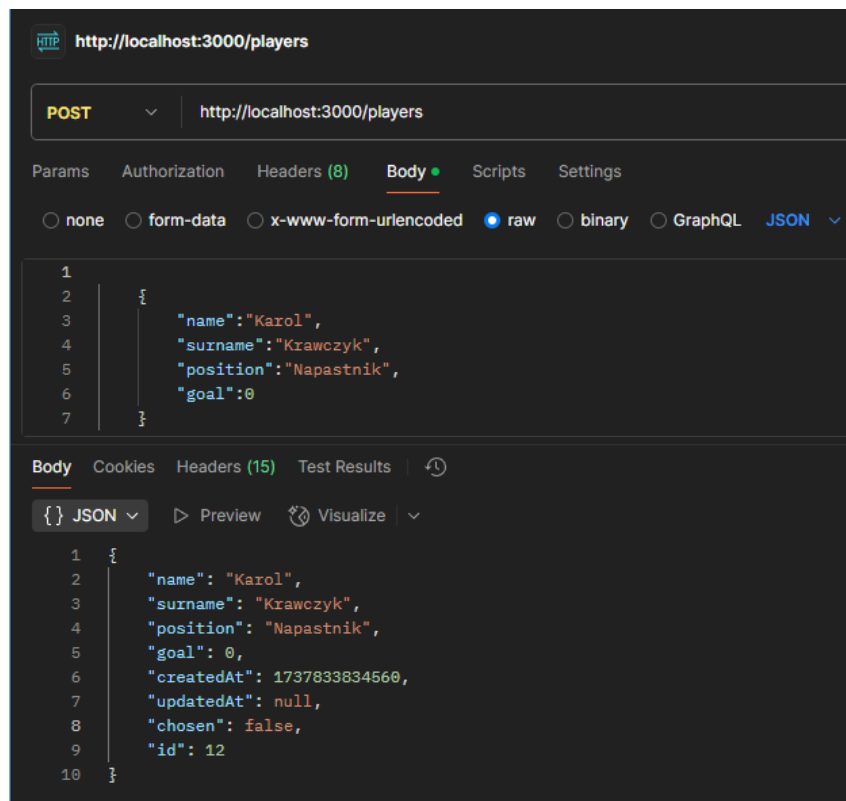 HTTP http://localhost:3000/players
POST http://localhost:3000/players
Params Authorization Headers (8) Body Scripts Settings
none form-data x-www-form-urlencoded raw binary GraphQL JSON
1
2 {
3 "name":"Karol",
4 "surname":"Krawczyk",
5 "position":"Napastnik",
6 "goal":0
7 }
Body Cookies Headers (15) Test Results
{} JSON Preview Visualize
1 {
2 "name": "Karol",
3 "surname": "Krawczyk",
4 "position": "Napastnik",
5 "goal": 0,
6 "createdAt": 1737833834560,
7 "updatedAt": null,
8 "chosen": false,
9 "id": 12
10 }